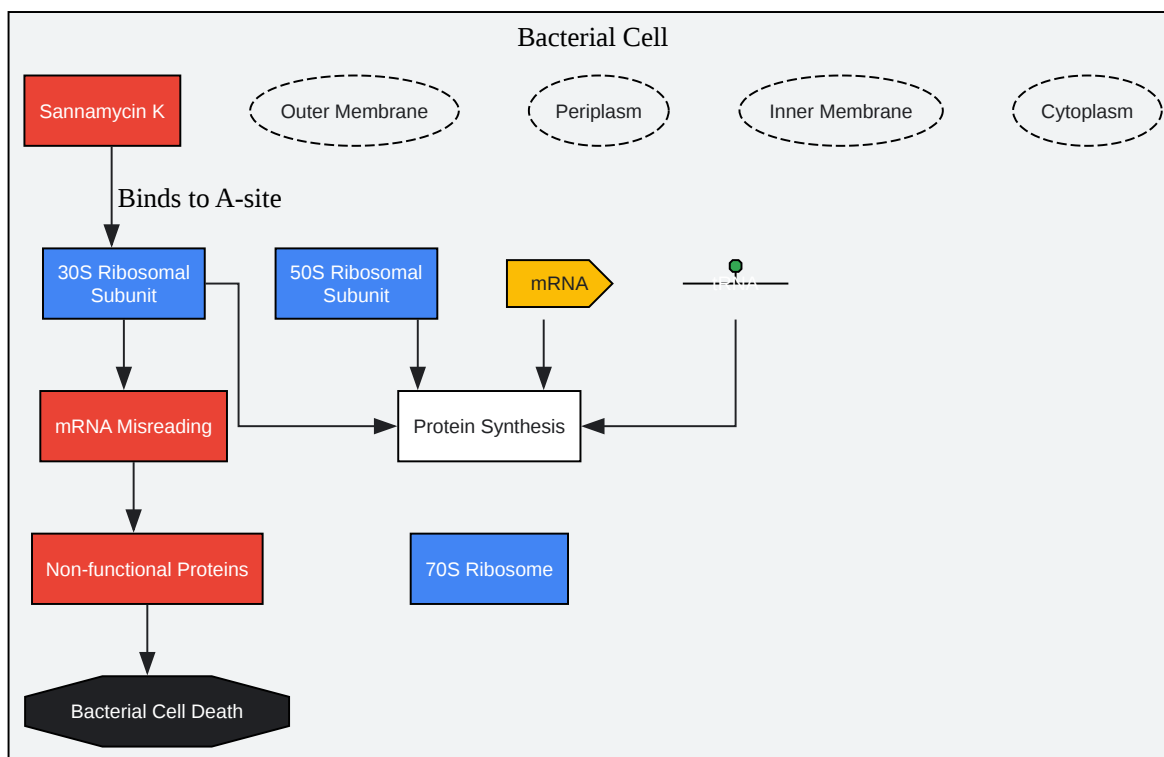 Bacterial Cell
Sannamycin K
Outer Membrane
Periplasm
Inner Membrane
Cytoplasm
Binds to A-site
30S Ribosomal
Subunit
50S Ribosomal
Subunit
mRNA
tRNA
mRNA Misreading
Protein Synthesis
Non-functional Proteins
70S Ribosome
Bacterial Cell Death